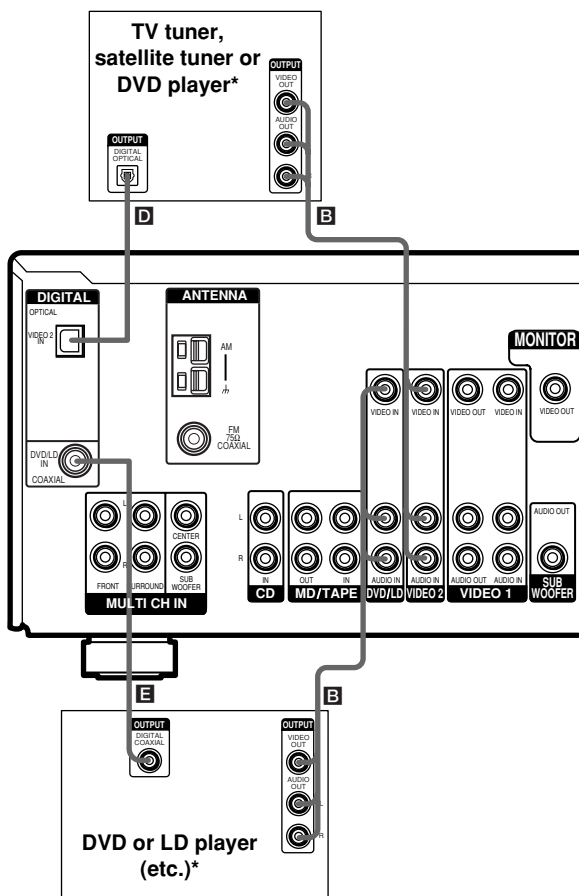 TV tuner,
satellite tuner or
DVD player*
OUTPUT
VIDEO
OUT
AUDIO
OUT
OUTPUT
DIGITAL
OPTICAL
D
B
DIGITAL
OPTICAL
VIDEO 2
IN
DVD/LD
IN
COAXIAL
ANTENNA
AM
FM
75Ω
COAXIAL
MONITOR
VIDEO IN
VIDEO IN
VIDEO OUT
VIDEO IN
VIDEO OUT
L
R
FRONT
SURROUND
CENTER
SUB
WOOFER
MULTI CH IN
L
R
IN
CD
OUT
IN
MD/TAPE
AUDIO IN
DVD/LD
AUDIO IN
VIDEO 2
AUDIO OUT
AUDIO IN
VIDEO 1
AUDIO OUT
SUB
WOOFER
E
B
OUTPUT
DIGITAL
COAXIAL
OUTPUT
VIDEO
OUT
AUDIO
OUT
L
R
DVD or LD player
(etc.)*